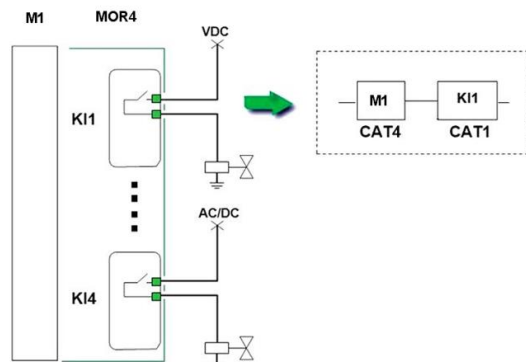 M1 MOR4
VDC
KI1
M1 KI1
CAT4 CAT1
AC/DC
KI4